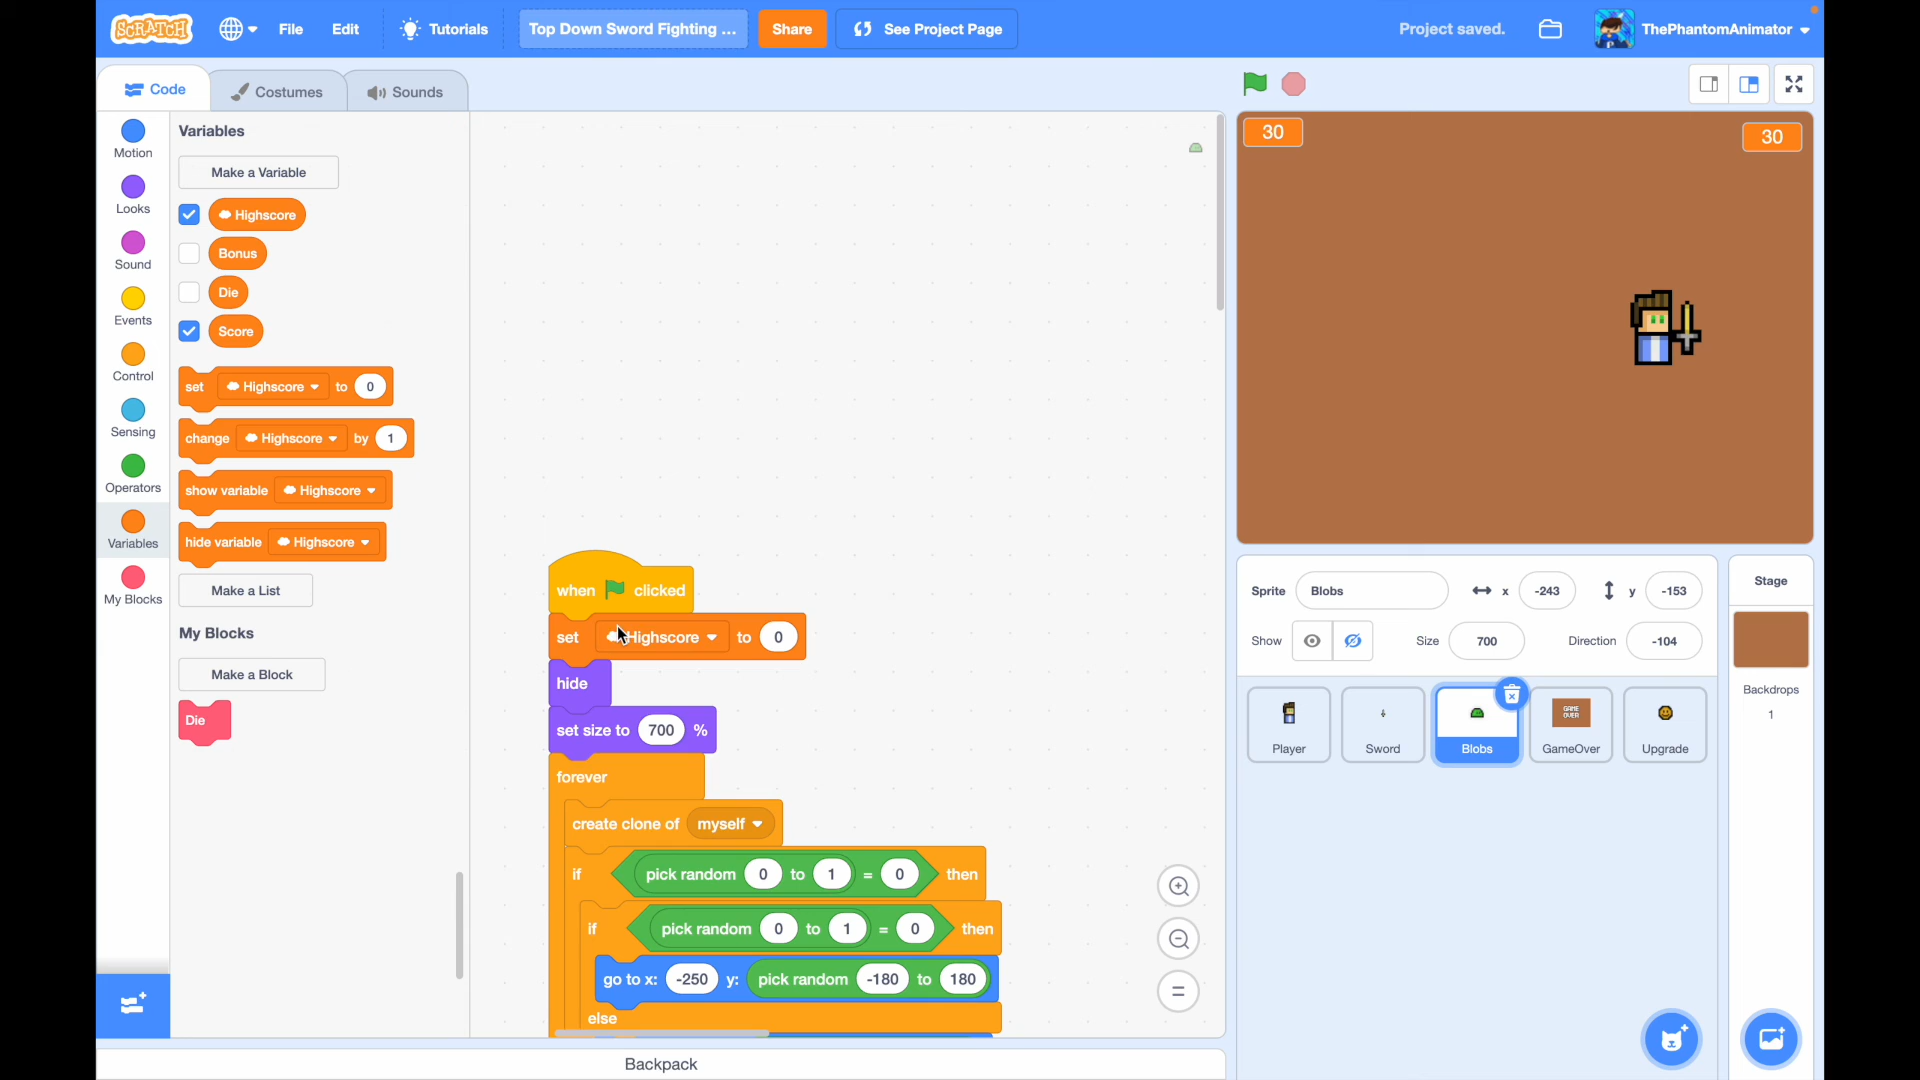 SCRATCH File Edit Tutorials Top Down Sword Fighting ... Share See Project Page Project saved. ThePhantomAnimator
Code Costumes Sounds
Motion
Looks
Sound
Events
Control
Sensing
Operators
Variables
My Blocks
Variables
Make a Variable
Highscore
Bonus
Die
Score
set Highscore to 0
change Highscore by 1
show variable Highscore
hide variable Highscore
Make a List
My Blocks
Make a Block
Die
when clicked
set Highscore to 0
hide
set size to 700 %
forever
create clone of myself
if pick random 0 to 1 = 0 then
if pick random 0 to 1 = 0 then
go to x: -250 y: pick random -180 to 180
else
Backpack
30 30
Sprite Blobs x -243 y -153
Show Size 700 Direction -104
Player Sword Blobs GAME OVER GameOver Upgrade
Stage
Backdrops
1